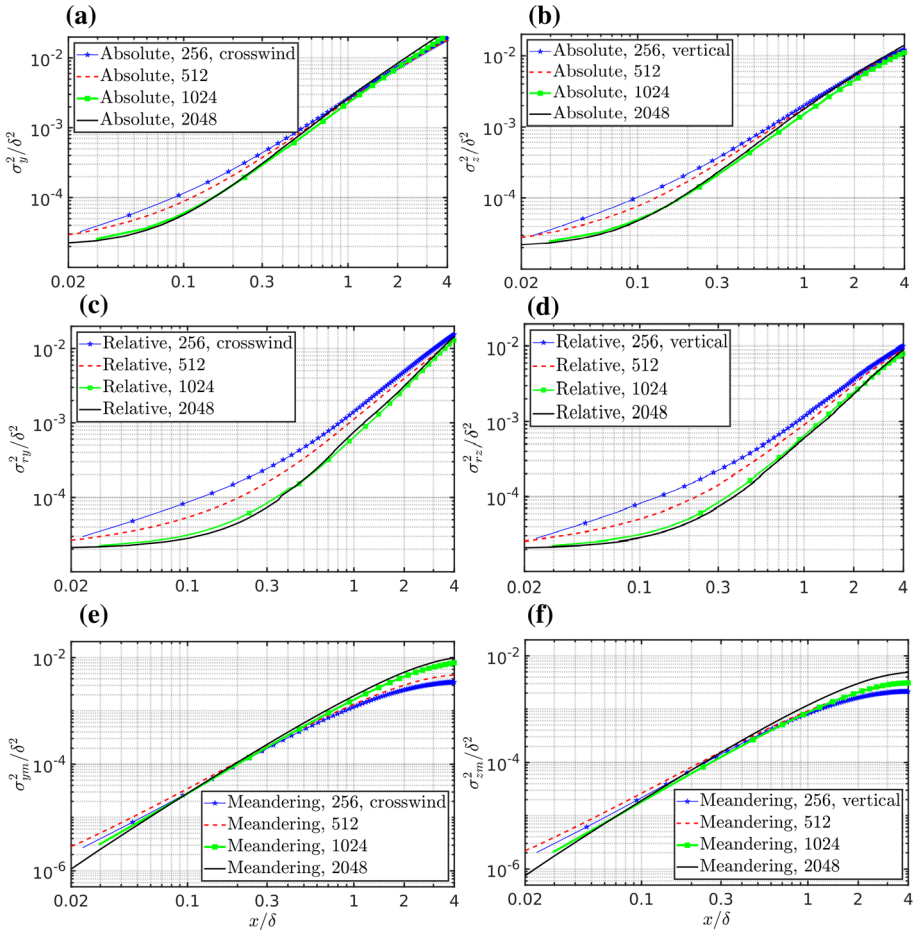 (a)
Absolute, 256, crosswind
Absolute, 512
Absolute, 1024
Absolute, 2048
10⁻²
10⁻³
10⁻⁴
σ²y/δ²
0.02 0.1 0.3 1 2 4
(b)
Absolute, 256, vertical
Absolute, 512
Absolute, 1024
Absolute, 2048
10⁻²
10⁻³
10⁻⁴
σ²z/δ²
0.02 0.1 0.3 1 2 4
(c)
Relative, 256, crosswind
Relative, 512
Relative, 1024
Relative, 2048
10⁻²
10⁻³
10⁻⁴
σ²ry/δ²
0.02 0.1 0.3 1 2 4
(d)
Relative, 256, vertical
Relative, 512
Relative, 1024
Relative, 2048
10⁻²
10⁻³
10⁻⁴
σ²rz/δ²
0.02 0.1 0.3 1 2 4
(e)
10⁻²
10⁻⁴
10⁻⁶
σ²ym/δ²
Meandering, 256, crosswind
Meandering, 512
Meandering, 1024
Meandering, 2048
0.02 0.1 0.3 1 2 4
x/δ
(f)
10⁻²
10⁻⁴
10⁻⁶
σ²zm/δ²
Meandering, 256, vertical
Meandering, 512
Meandering, 1024
Meandering, 2048
0.02 0.1 0.3 1 2 4
x/δ